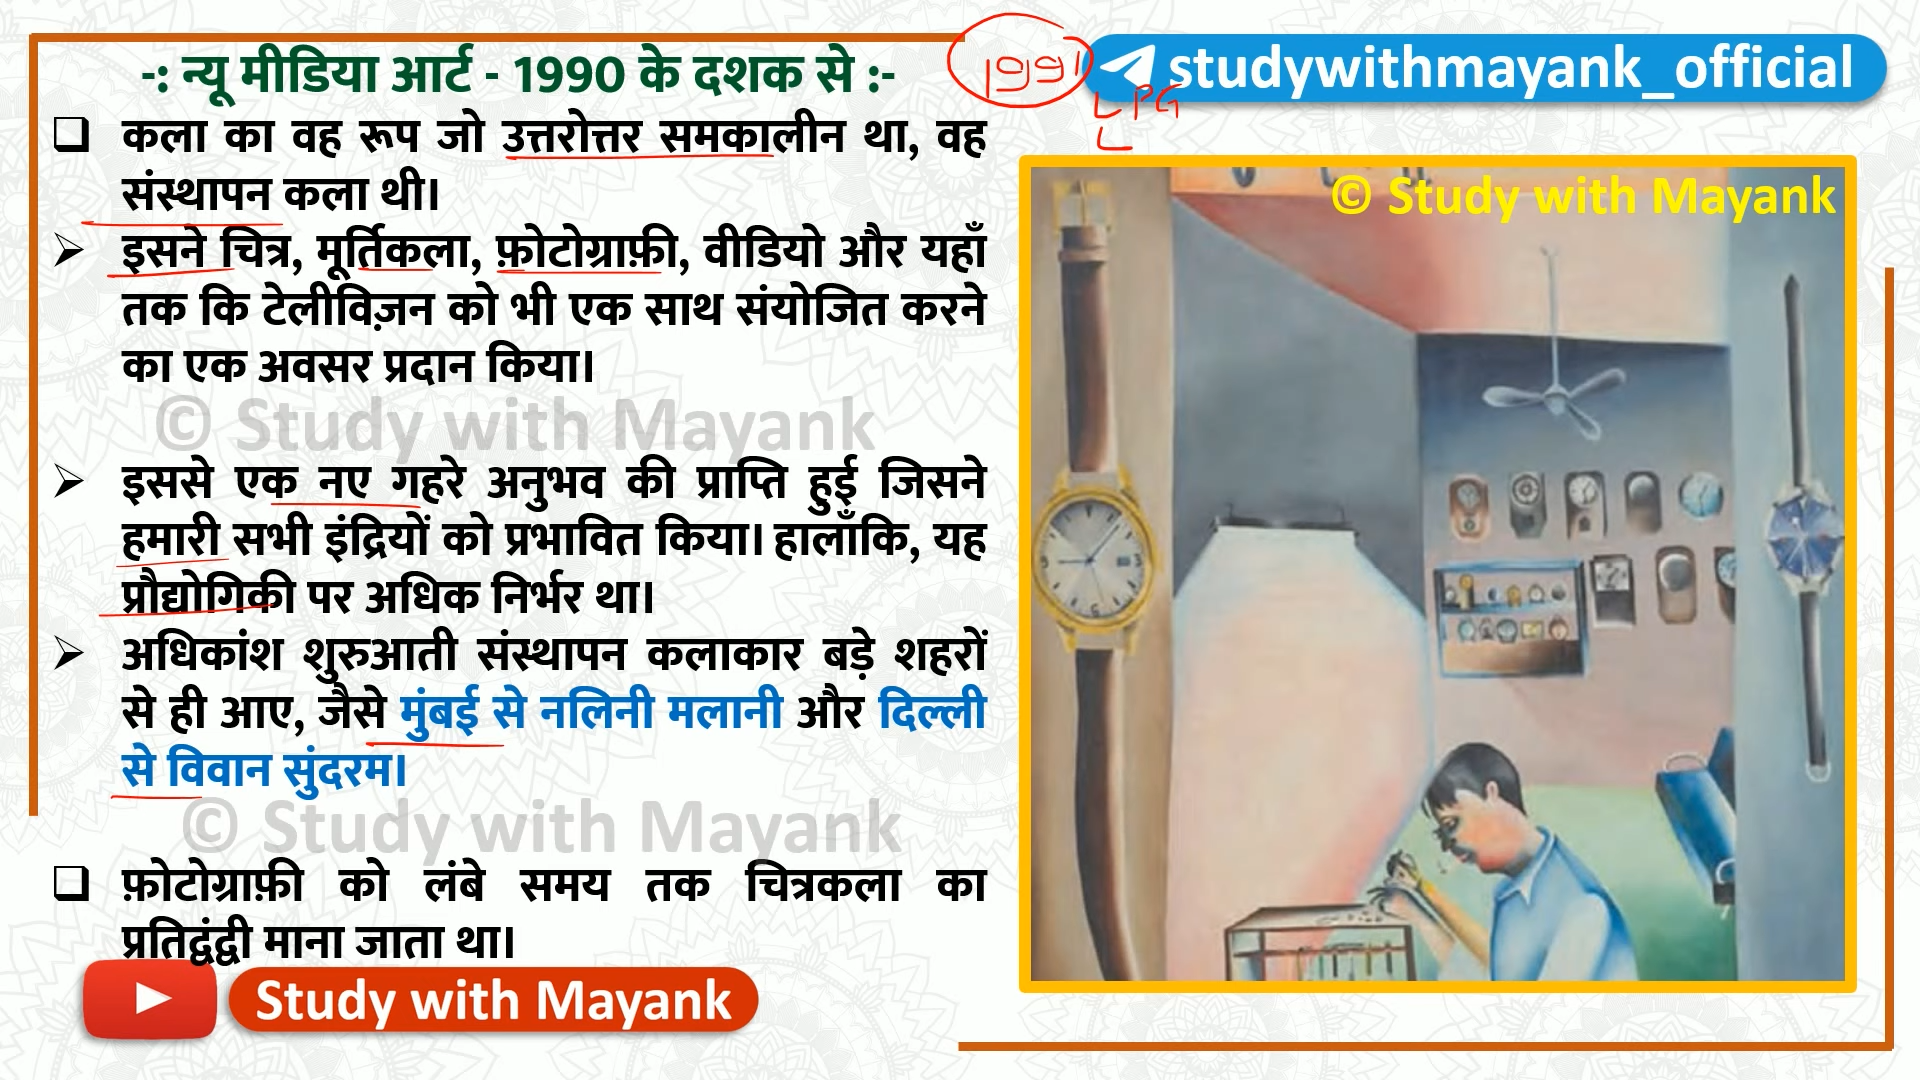 -: न्यू मीडिया आर्ट - 1990 के दशक से :-
1991
studywithmayank_official
LPG
L
कला का वह रूप जो उत्तरोत्तर समकालीन था, वह
संस्थापन कला थी।
इसने चित्र, मूर्तिकला, फ़ोटोग्राफ़ी, वीडियो और यहाँ
तक कि टेलीविज़न को भी एक साथ संयोजित करने
का एक अवसर प्रदान किया।
© Study with Mayank
इससे एक नए गहरे अनुभव की प्राप्ति हुई जिसने
हमारी सभी इंद्रियों को प्रभावित किया। हालाँकि, यह
प्रौद्योगिकी पर अधिक निर्भर था।
अधिकांश शुरुआती संस्थापन कलाकार बड़े शहरों
से ही आए, जैसे मुंबई से नलिनी मलानी और दिल्ली
से विवान सुंदरम।
© Study with Mayank
फ़ोटोग्राफ़ी को लंबे समय तक चित्रकला का
प्रतिद्वंद्वी माना जाता था।
Study with Mayank
© Study with Mayank